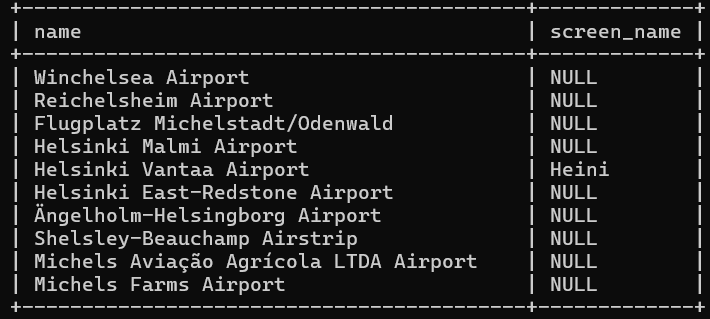 +------------------------------------------+-------------+
| name                                     | screen_name |
+------------------------------------------+-------------+
| Winchelsea Airport                       | NULL        |
| Reichelsheim Airport                     | NULL        |
| Flugplatz Michelstadt/Odenwald           | NULL        |
| Helsinki Malmi Airport                   | NULL        |
| Helsinki Vantaa Airport                  | Heini       |
| Helsinki East-Redstone Airport           | NULL        |
| Ängelholm-Helsingborg Airport            | NULL        |
| Shelsley-Beauchamp Airstrip              | NULL        |
| Michels Aviação Agrícola LTDA Airport    | NULL        |
| Michels Farms Airport                    | NULL        |
+------------------------------------------+-------------+